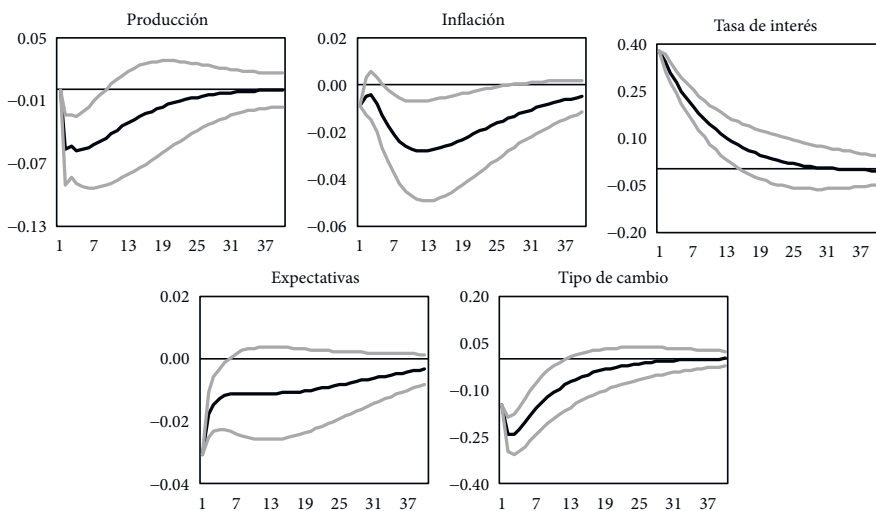 Producción
0.05
−0.01
−0.07
−0.13
1 7 13 19 25 31 37
Inflación
0.02
0.00
−0.02
−0.04
−0.06
1 7 13 19 25 31 37
Tasa de interés
0.40
0.25
0.10
−0.05
−0.20
1 7 13 19 25 31 37
Expectativas
0.02
0.00
−0.02
−0.04
1 7 13 19 25 31 37
Tipo de cambio
0.20
0.05
−0.10
−0.25
−0.40
1 7 13 19 25 31 37